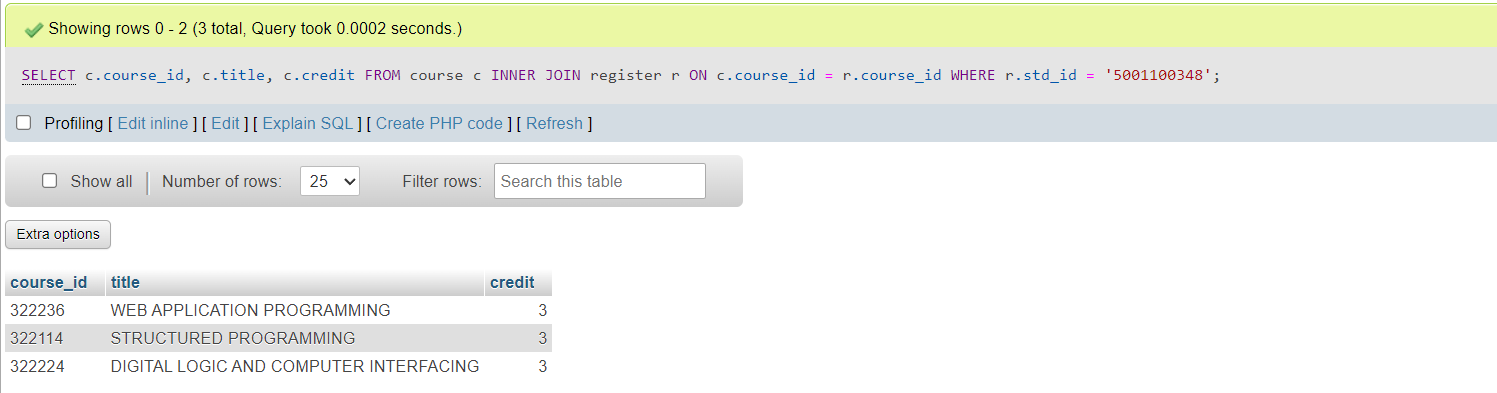 Showing rows 0 - 2 (3 total, Query took 0.0002 seconds.)
SELECT c.course_id, c.title, c.credit FROM course c INNER JOIN register r ON c.course_id = r.course_id WHERE r.std_id = '5001100348';
Profiling [ Edit inline ] [ Edit ] [ Explain SQL ] [ Create PHP code ] [ Refresh ]
Show all Number of rows: 25 Filter rows: Search this table
Extra options
course_id title credit
322236 WEB APPLICATION PROGRAMMING 3
322114 STRUCTURED PROGRAMMING 3
322224 DIGITAL LOGIC AND COMPUTER INTERFACING 3